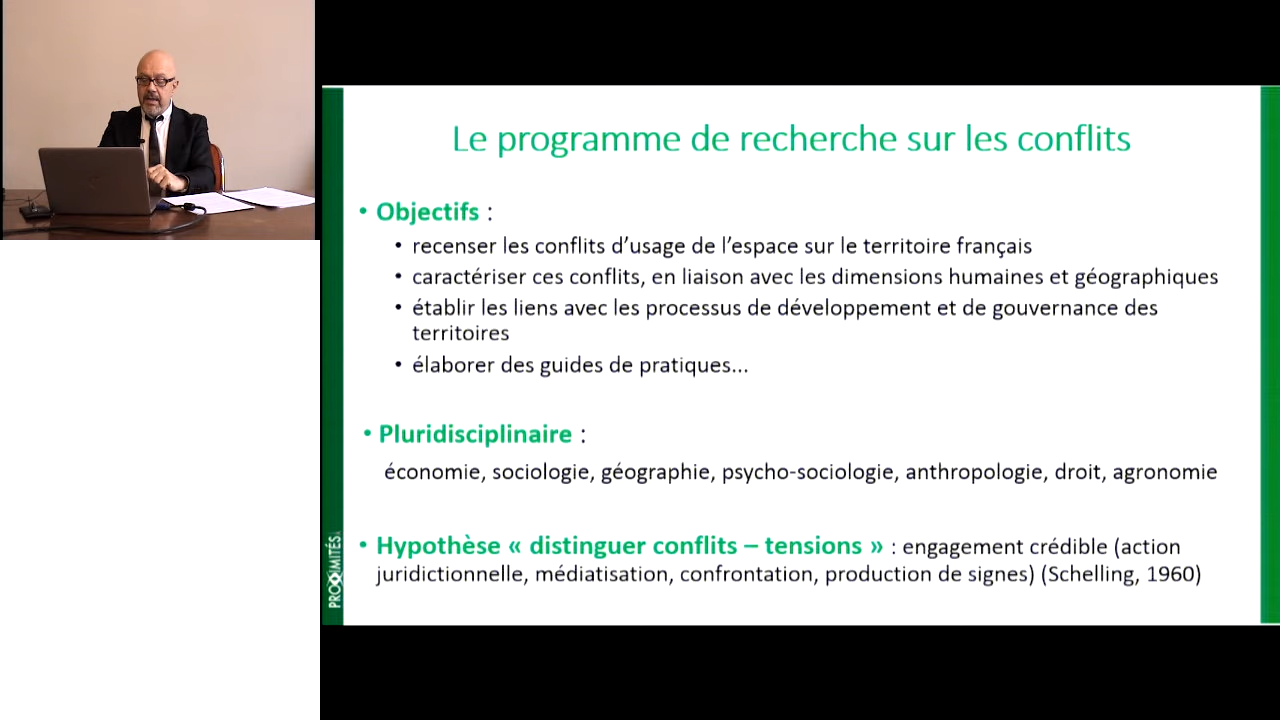 Le programme de recherche sur les conflits
• Objectifs :
• recenser les conflits d’usage de l’espace sur le territoire français
• caractériser ces conflits, en liaison avec les dimensions humaines et géographiques
• établir les liens avec les processus de développement et de gouvernance des
territoires
• élaborer des guides de pratiques...
• Pluridisciplinaire :
économie, sociologie, géographie, psycho-sociologie, anthropologie, droit, agronomie
• Hypothèse « distinguer conflits – tensions » : engagement crédible (action
juridictionnelle, médiatisation, confrontation, production de signes) (Schelling, 1960)
PROXIMITÉS